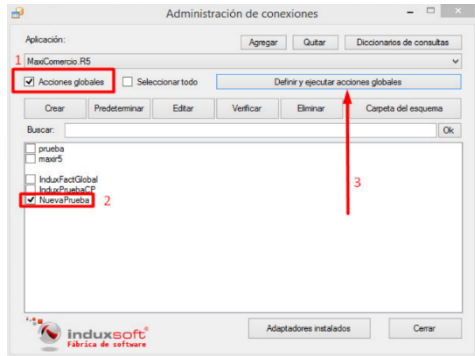 Administración de conexiones
Aplicación:
Agregar Quitar Diccionarios de consultas
1 MaxiComercio.R5
Acciones globales Seleccionar todo Definir y ejecutar acciones globales
Crear Predeterminar Editar Verificar Eliminar Carpeta del esquema
Buscar: Ok
prueba
maxir5
InduxFactGlobal
InduxPruebaCP
NuevaPrueba 2
3
induxsoft®
Fábrica de software
Adaptadores instalados Cerrar